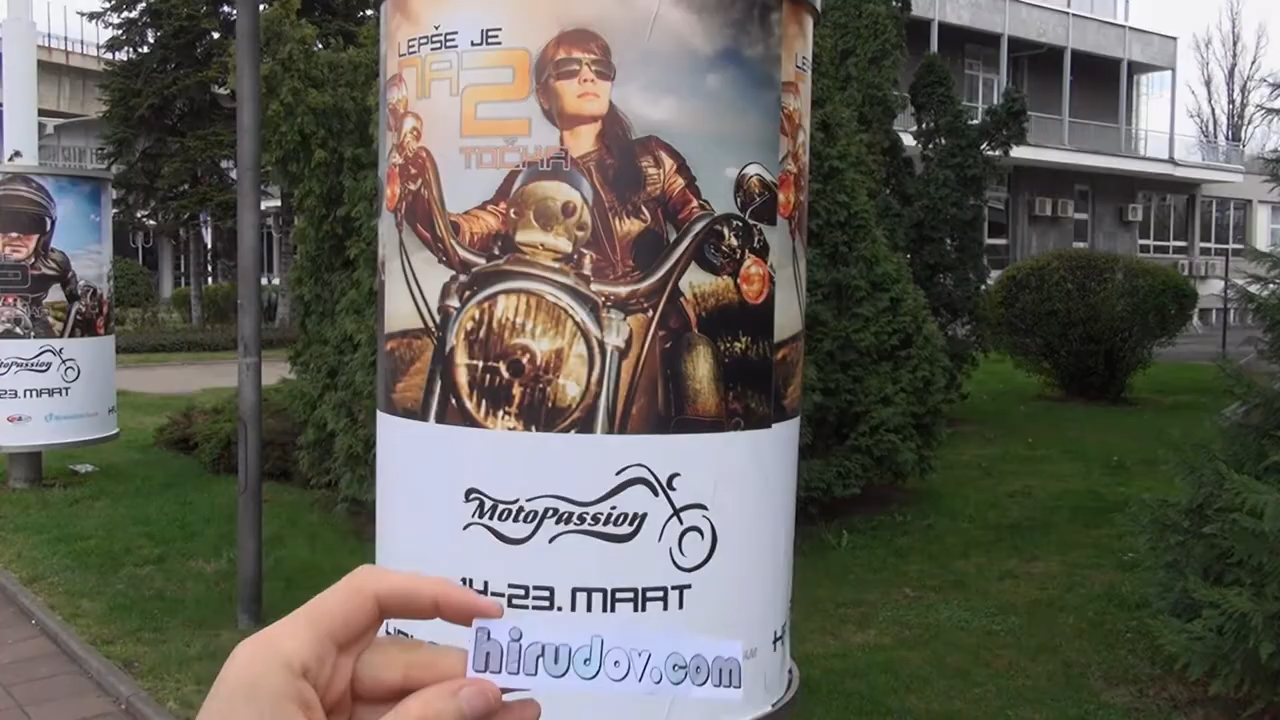 LEPŠE JE
NA 2
TOČKA
MotoPassion
14-23. MART
hirudov.com
MotoPassion
23. MART